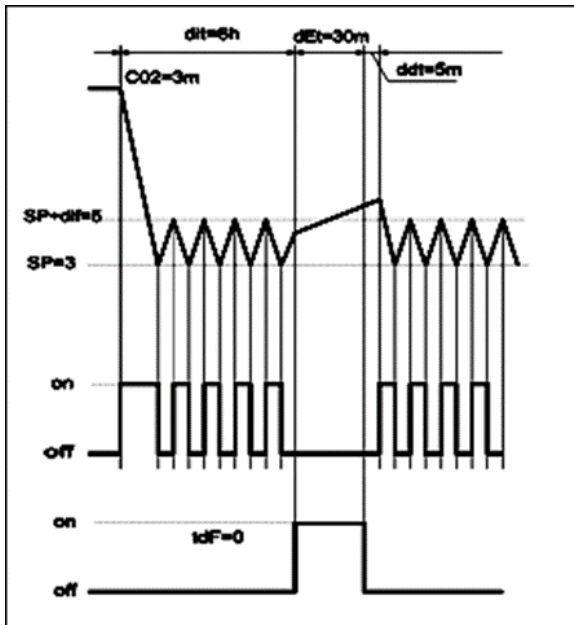 dit=6h dEt=30m
ddt=5m
C02=3m
SP+dif=5
SP=3
on
off
on
tdF=0
off